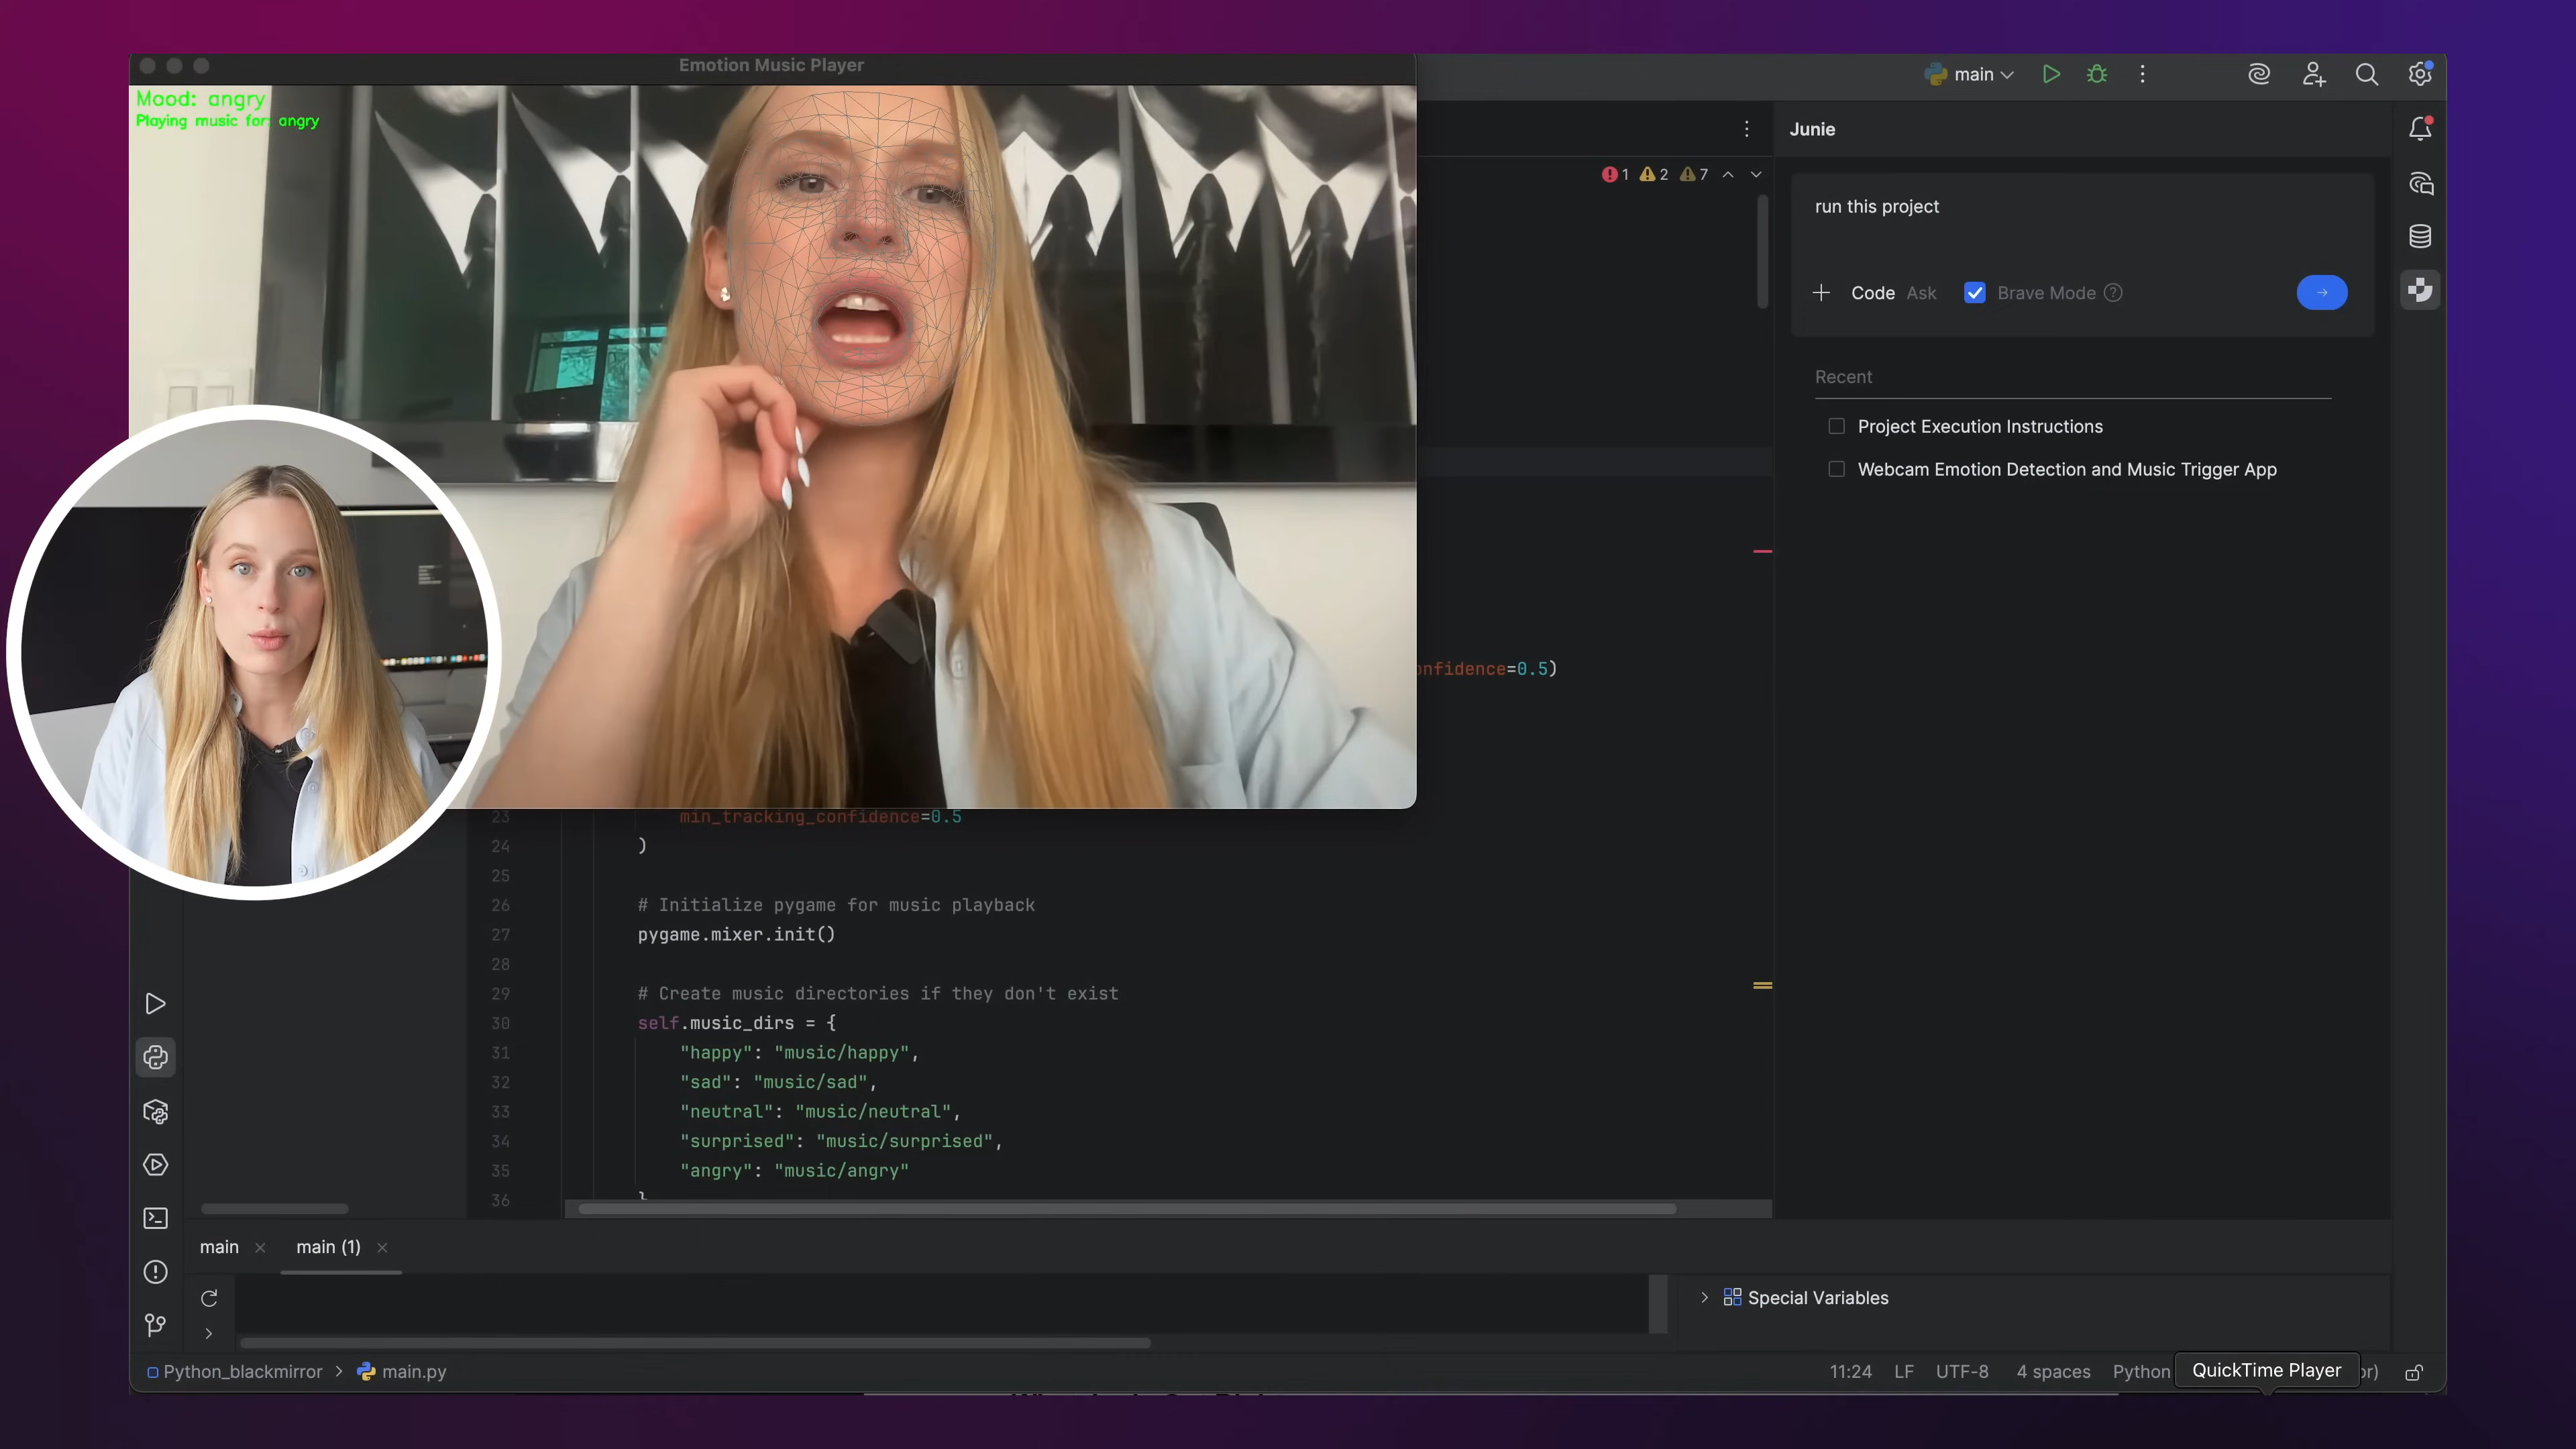 Emotion Music Player
main
Mood: angry
Playing music for: angry
Junie
1 2 7
run this project
Code Ask Brave Mode ?
Recent
Project Execution Instructions
Webcam Emotion Detection and Music Trigger App
onfidence=0.5)
23 min_tracking_confidence=0.5
24 )
25
26 # Initialize pygame for music playback
27 pygame.mixer.init()
28
29 # Create music directories if they don't exist
30 self.music_dirs = {
31 "happy": "music/happy",
32 "sad": "music/sad",
33 "neutral": "music/neutral",
34 "surprised": "music/surprised",
35 "angry": "music/angry"
36 }
main main (1)
Special Variables
Python_blackmirror > main.py
11:24 LF UTF-8 4 spaces Python QuickTime Player or)